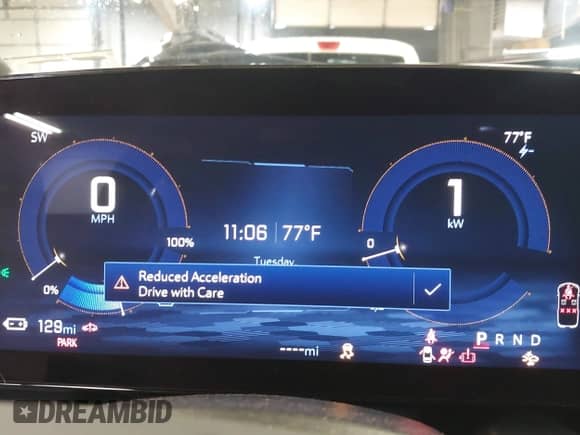 SW
77°F
0
MPH
1
kW
100%
11:06 77°F
0
Tuesday
0%
Reduced Acceleration
Drive with Care
129mi
PARK
----mi
P R N D
DREAMBID